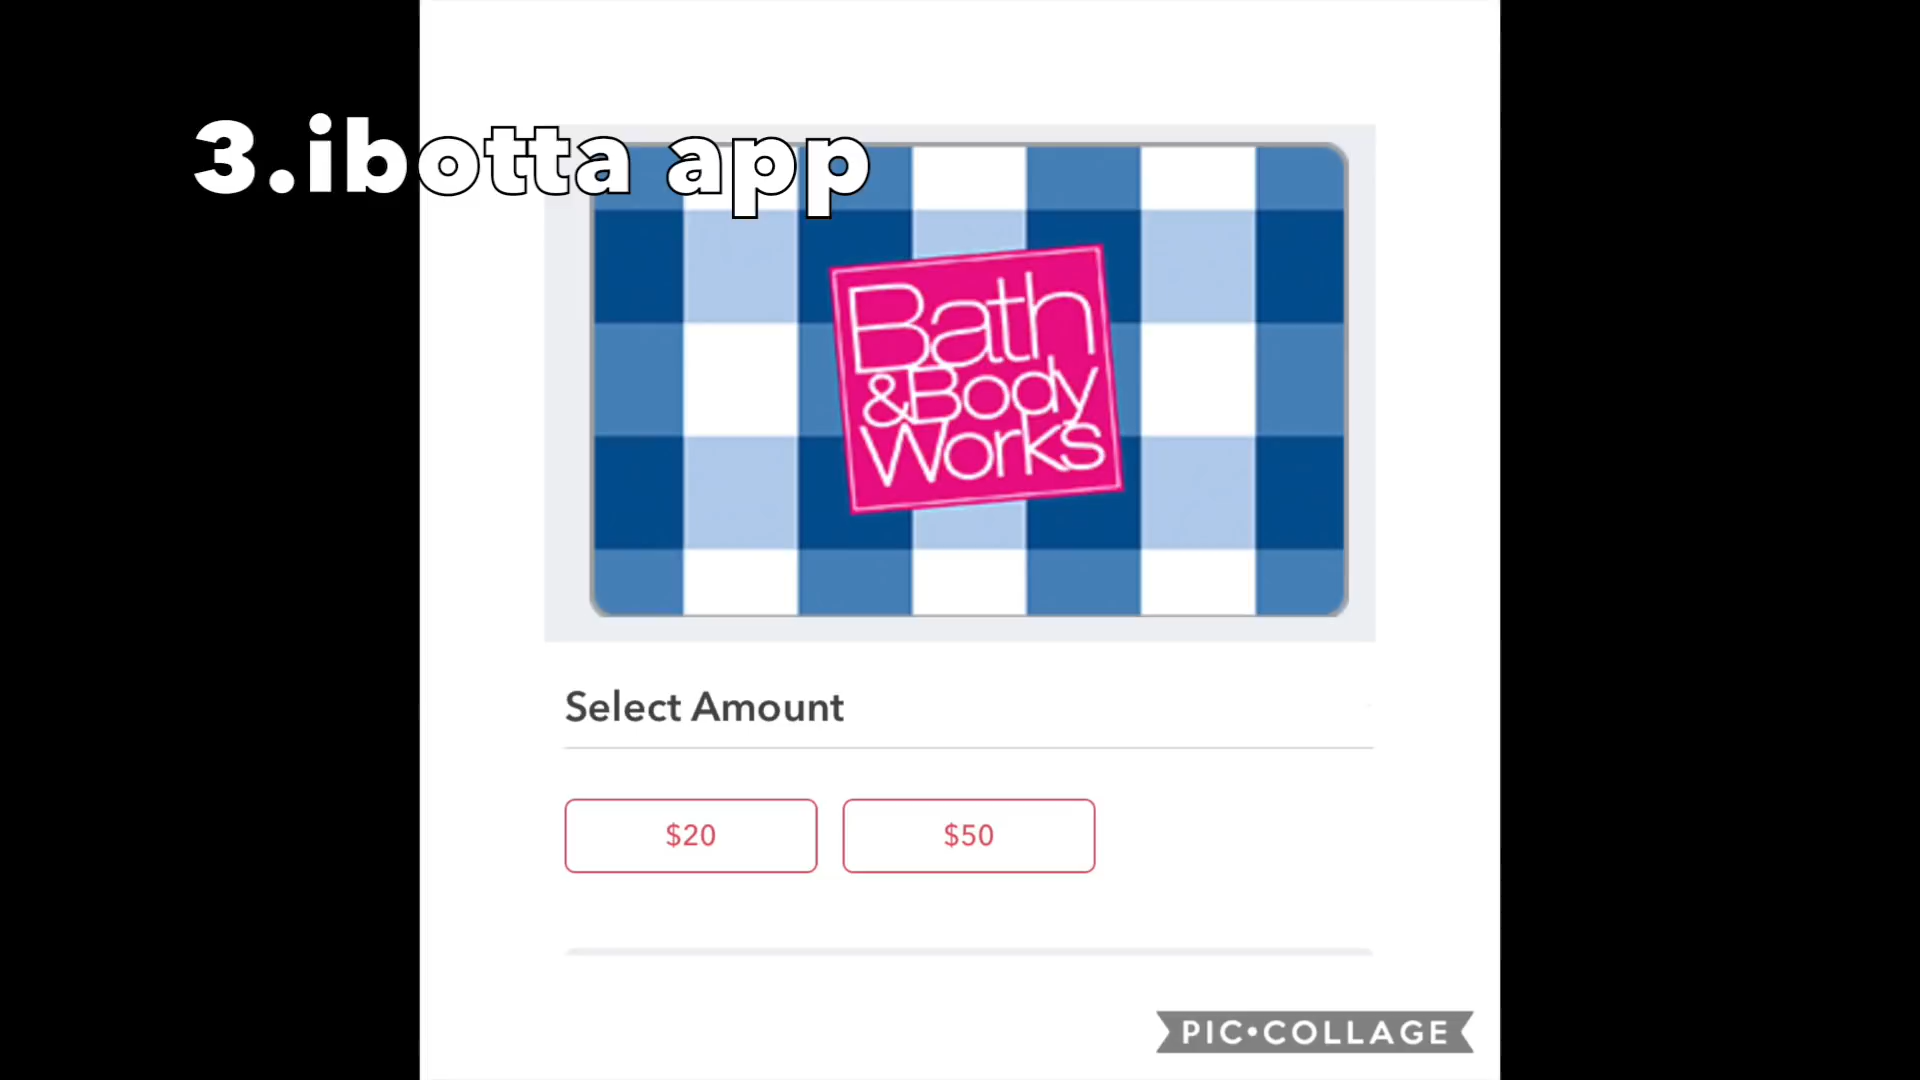 3.ibotta app
Bath
&Body
Works
Select Amount
$20 $50
PIC•COLLAGE